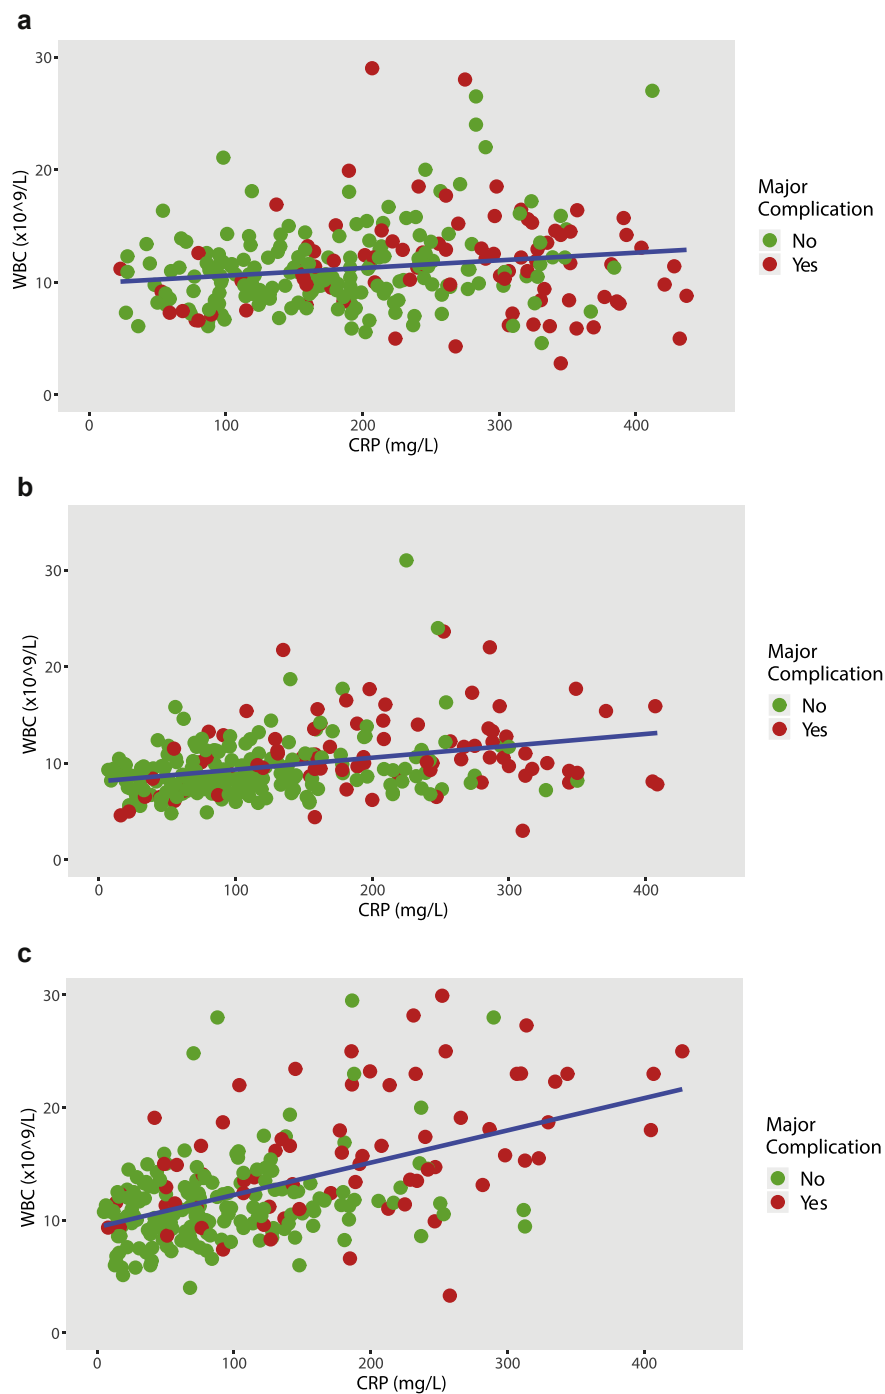 a
30
20
10
0
WBC (x10^9/L)
0 100 200 300 400
CRP (mg/L)
Major
Complication
No
Yes
b
30
20
10
0
WBC (x10^9/L)
0 100 200 300 400
CRP (mg/L)
Major
Complication
No
Yes
c
30
20
10
0
WBC (x10^9/L)
0 100 200 300 400
CRP (mg/L)
Major
Complication
No
Yes